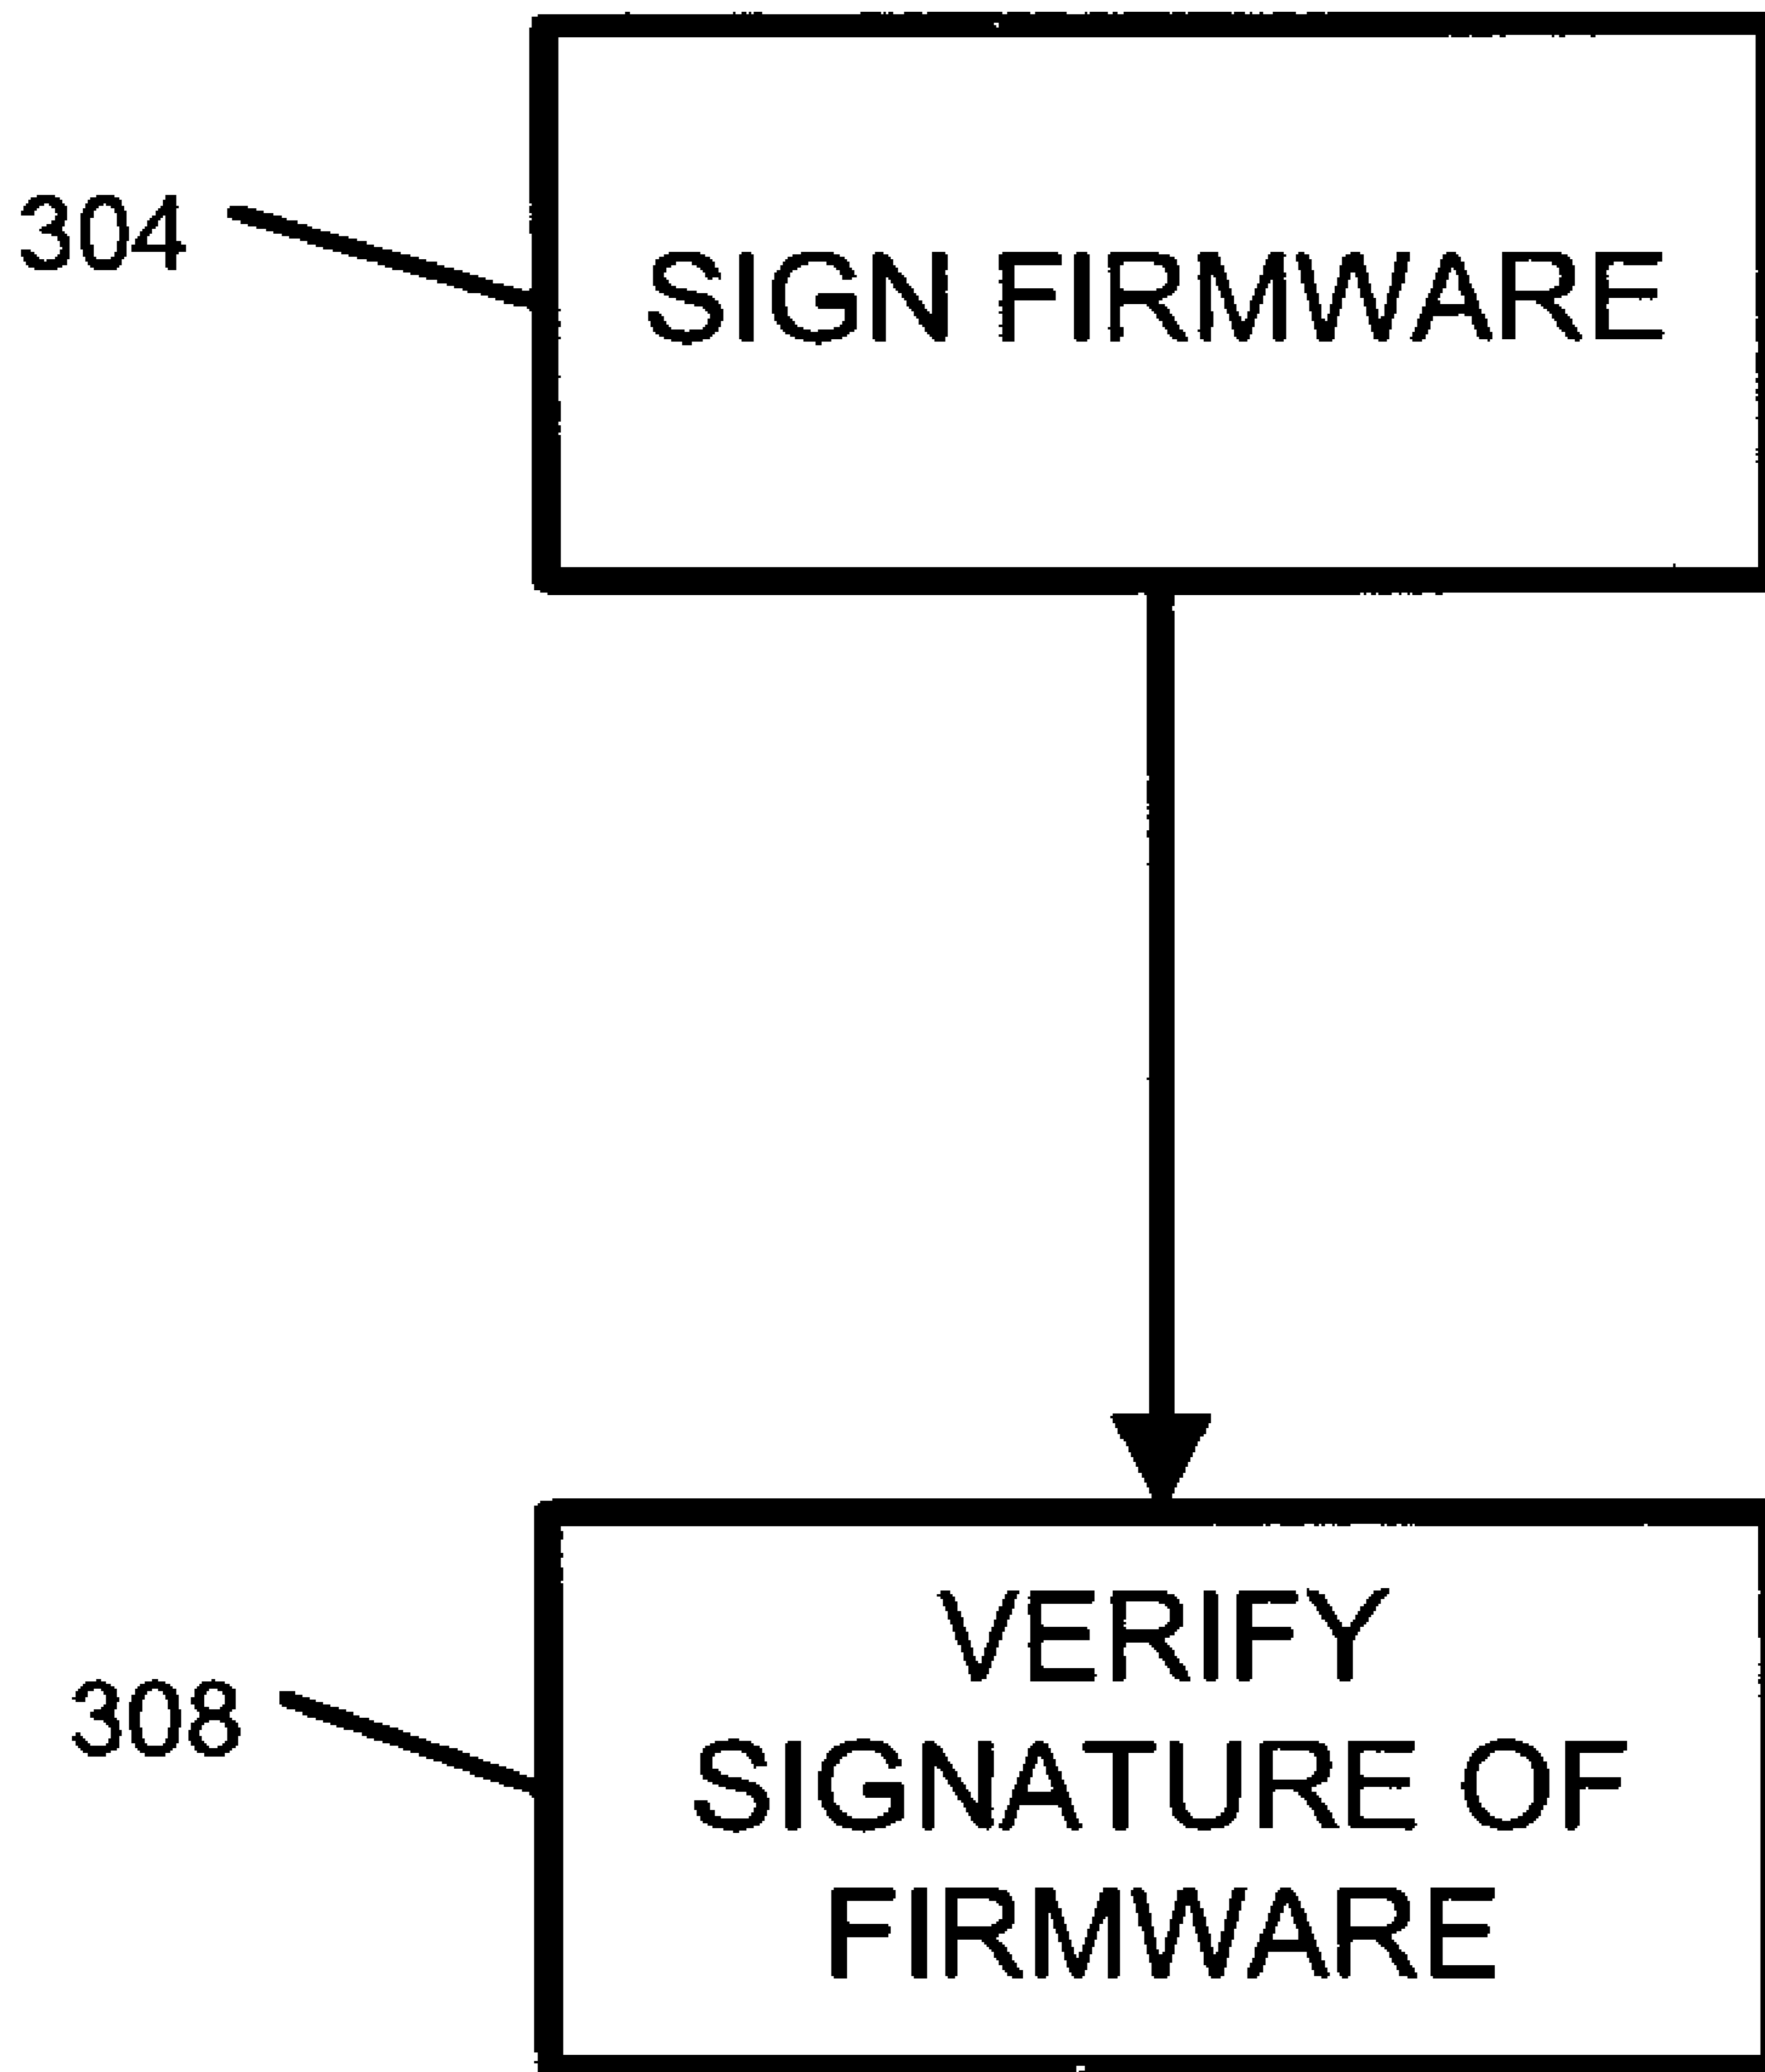 304
SIGN FIRMWARE
308
VERIFY
SIGNATURE OF
FIRMWARE